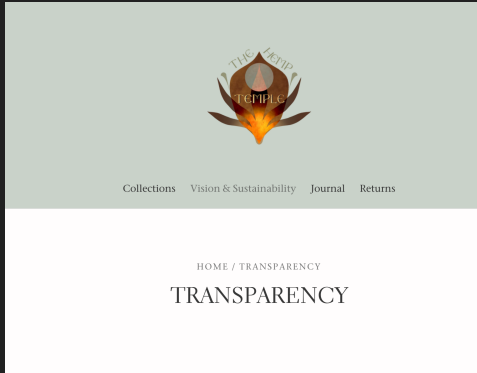 THE HEMP
TEMPLE
Collections Vision & Sustainability Journal Returns
HOME / TRANSPARENCY
TRANSPARENCY